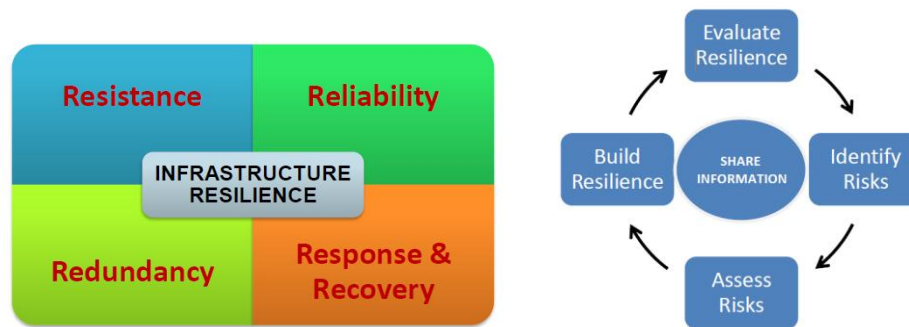 Resistance
Reliability
INFRASTRUCTURE
RESILIENCE
Redundancy
Response &
Recovery
Evaluate
Resilience
Build
Resilience
SHARE
INFORMATION
Identify
Risks
Assess
Risks